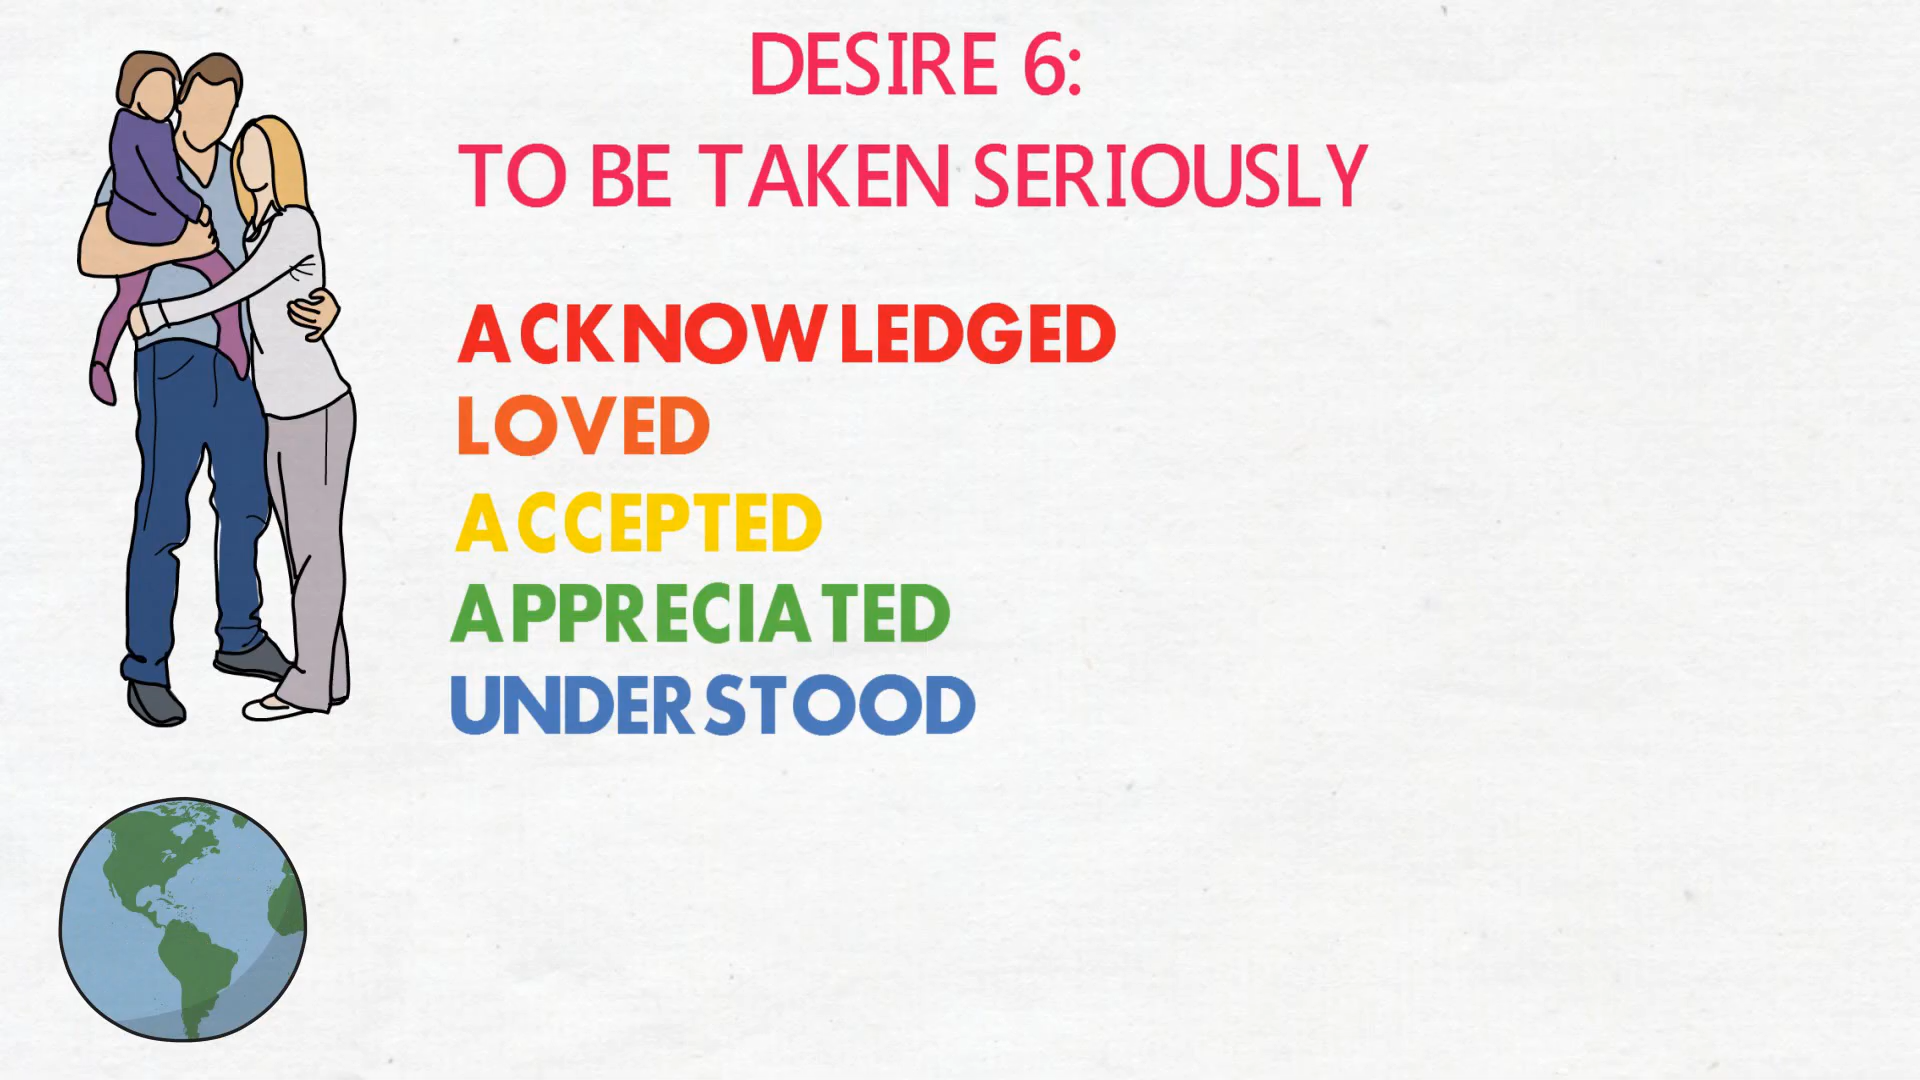 DESIRE 6:
TO BE TAKEN SERIOUSLY
ACKNOWLEDGED
LOVED
ACCEPTED
APPRECIATED
UNDERSTOOD